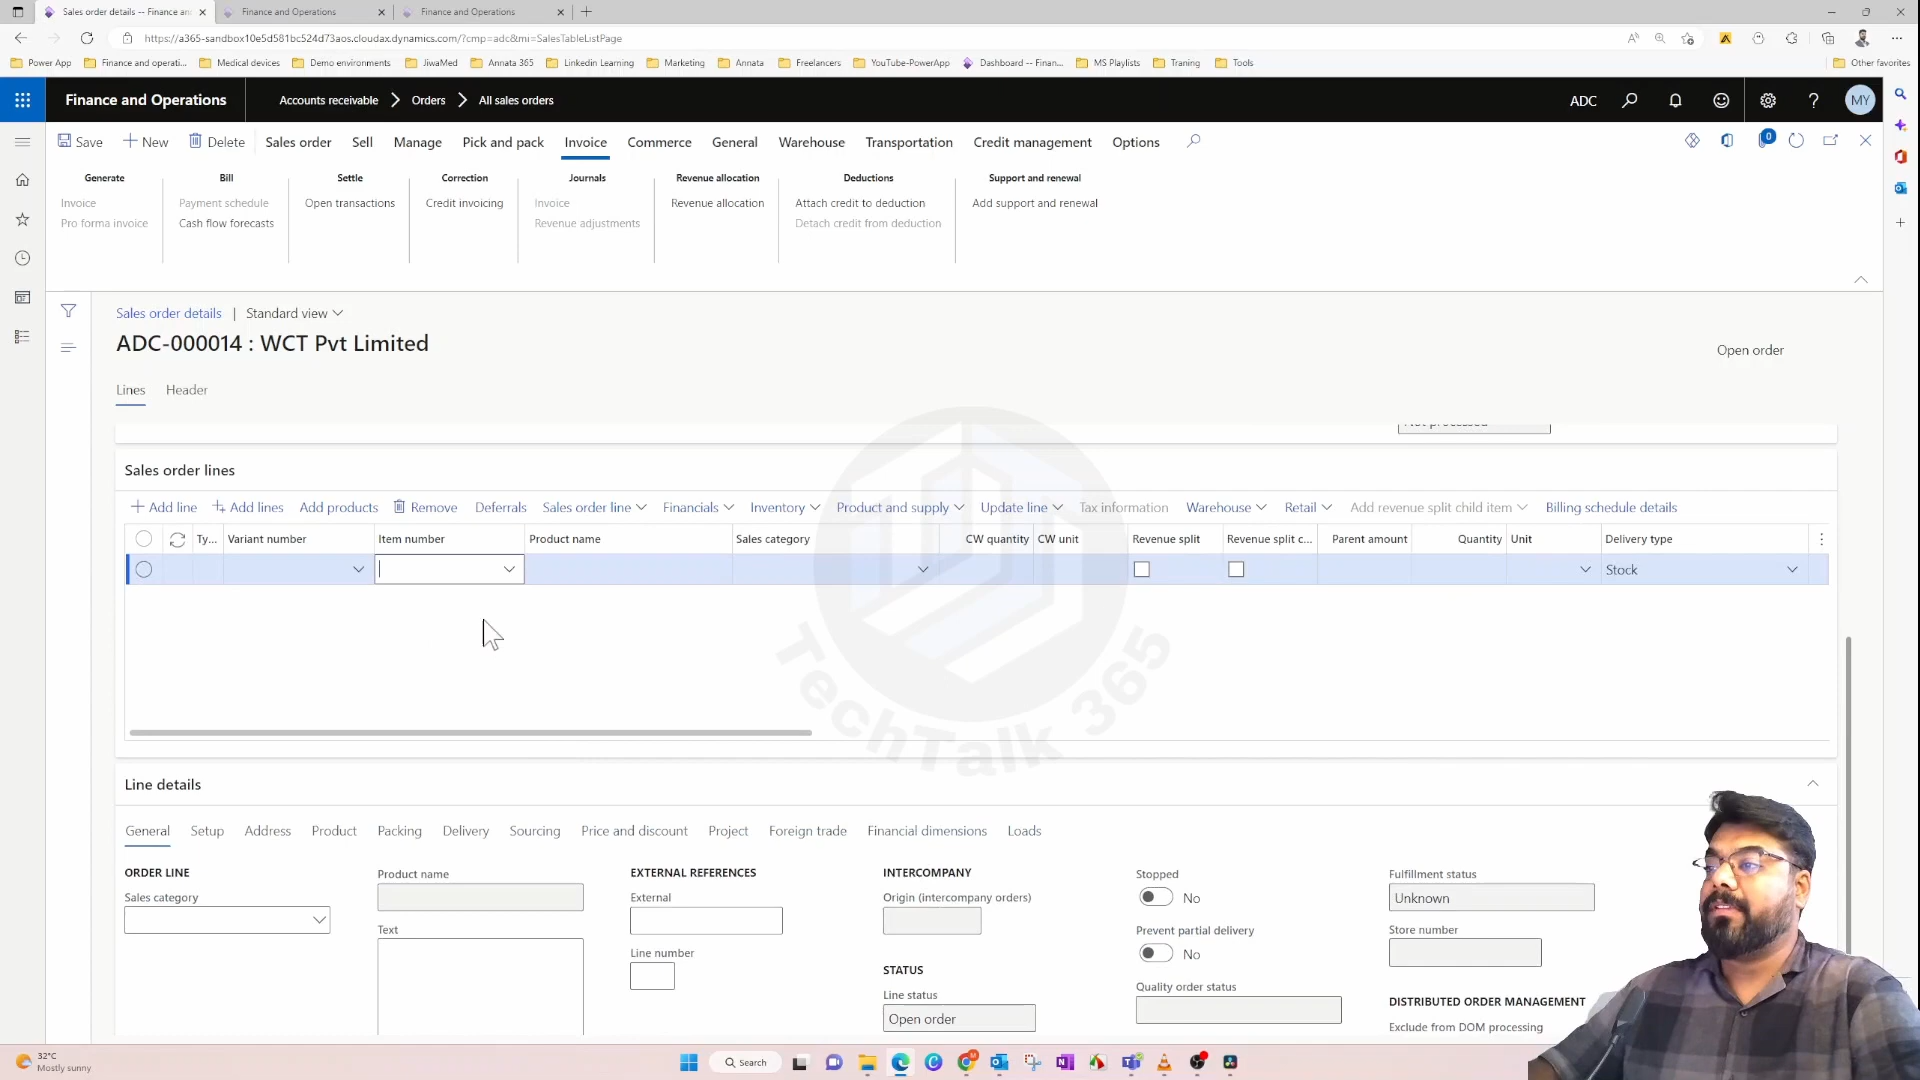 Sales order details -- Finance and
Finance and Operations
Finance and Operations
https://a365-sandbox10e5d581bc524d73aos.cloudax.dynamics.com/?cmp=adc&mi=SalesTableListPage
Power App
Finance and operati...
Medical devices
Demo environments
JiwaMed
Annata 365
Linkedin Learning
Marketing
Annata
Freelancers
YouTube-PowerApp
Dashboard -- Finan...
MS Playlists
Traning
Tools
Other favorites
Finance and Operations
Accounts receivable
Orders
All sales orders
ADC
MY
Save
New
Delete
Sales order
Sell
Manage
Pick and pack
Invoice
Commerce
General
Warehouse
Transportation
Credit management
Options
0
Generate
Bill
Settle
Correction
Journals
Revenue allocation
Deductions
Support and renewal
Invoice
Payment schedule
Open transactions
Credit invoicing
Invoice
Revenue allocation
Attach credit to deduction
Add support and renewal
Pro forma invoice
Cash flow forecasts
Revenue adjustments
Detach credit from deduction
Sales order details | Standard view
ADC-000014 : WCT Pvt Limited
Open order
Lines
Header
Not processed
Sales order lines
Add line
Add lines
Add products
Remove
Deferrals
Sales order line
Financials
Inventory
Product and supply
Update line
Tax information
Warehouse
Retail
Add revenue split child item
Billing schedule details
Ty...
Variant number
Item number
Product name
Sales category
CW quantity
CW unit
Revenue split
Revenue split c...
Parent amount
Quantity
Unit
Delivery type
Stock
TechTalk 365
Line details
General
Setup
Address
Product
Packing
Delivery
Sourcing
Price and discount
Project
Foreign trade
Financial dimensions
Loads
ORDER LINE
Sales category
Product name
Text
EXTERNAL REFERENCES
External
Line number
INTERCOMPANY
Origin (intercompany orders)
STATUS
Line status
Open order
Stopped
No
Prevent partial delivery
No
Quality order status
Fulfillment status
Unknown
Store number
DISTRIBUTED ORDER MANAGEMENT
Exclude from DOM processing
32°C
Mostly sunny
Search